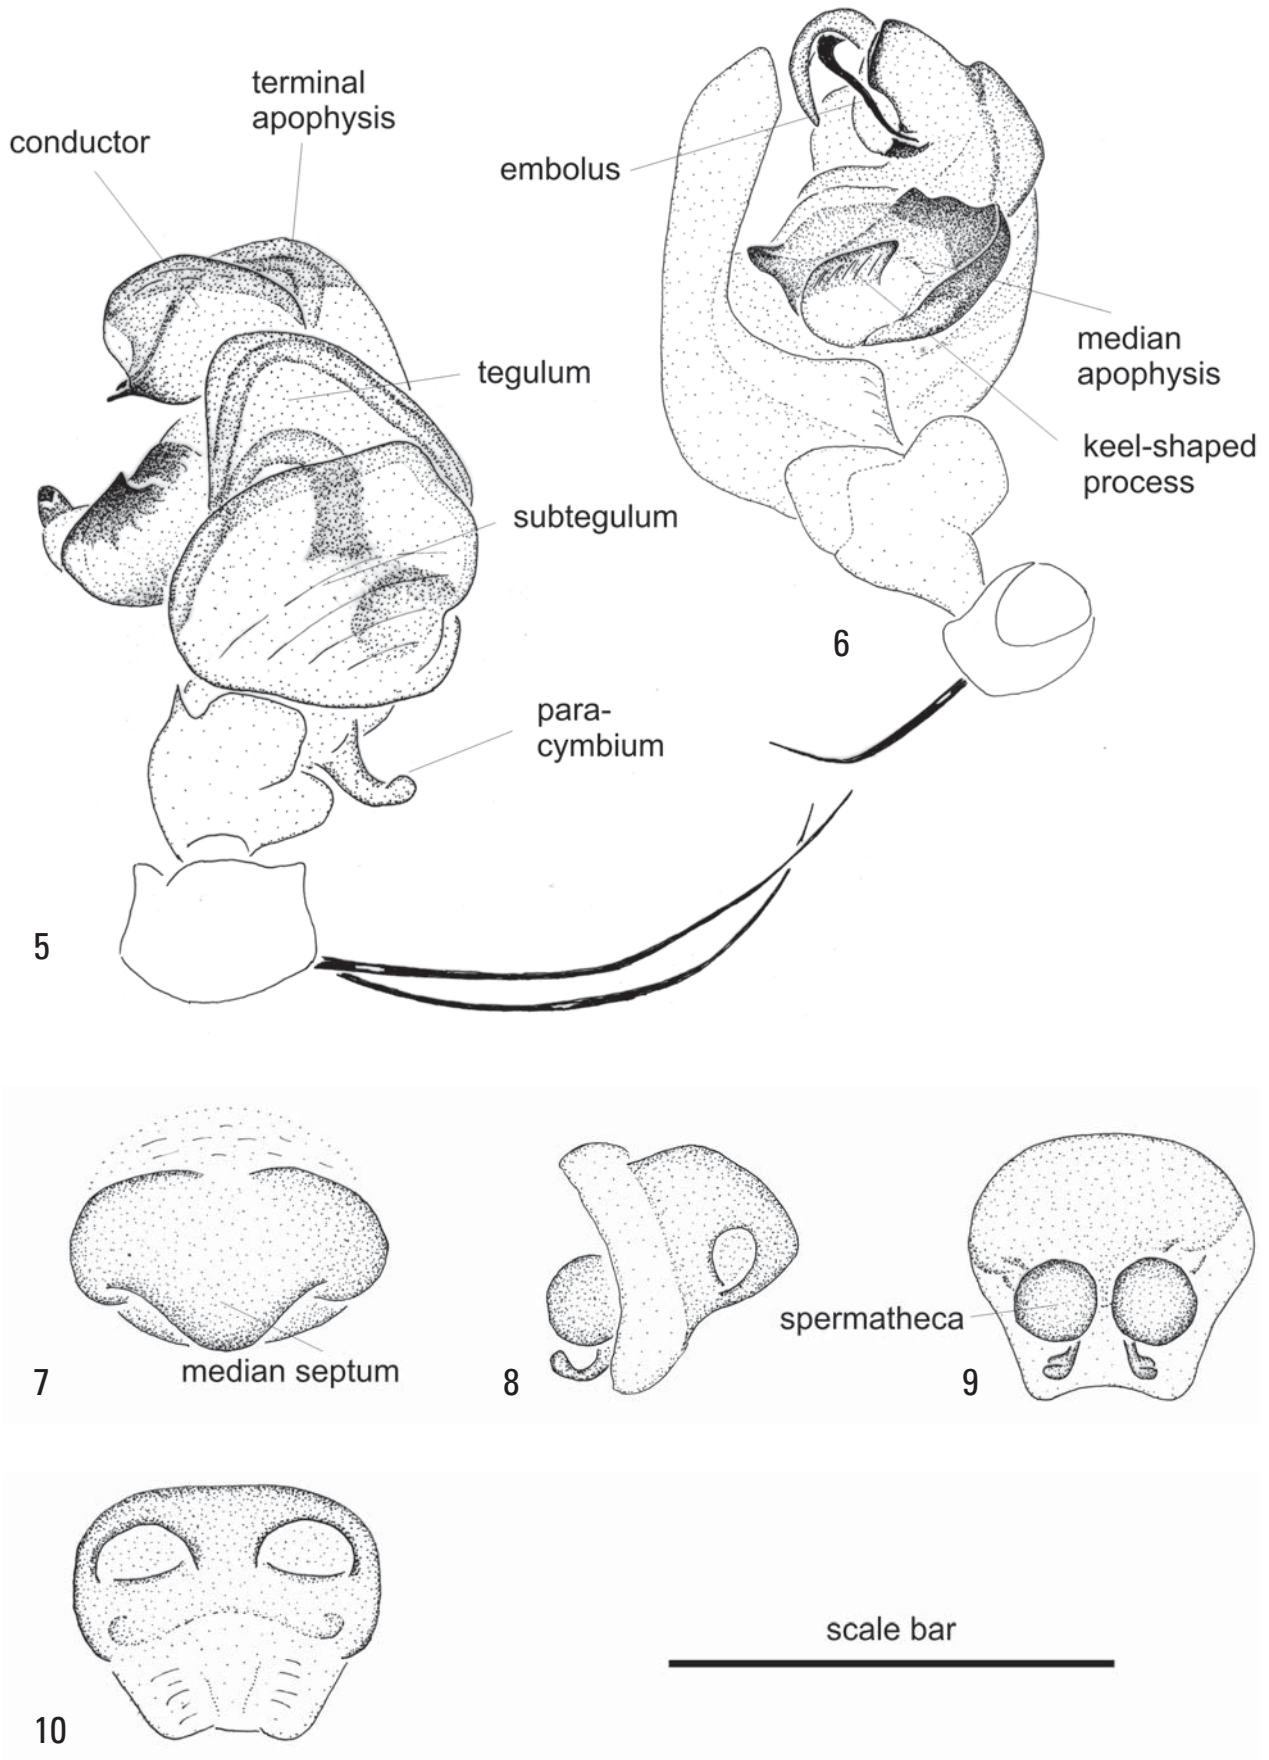 terminal
apophysis
conductor
embolus
tegulum
median
apophysis
keel-shaped
process
subtegulum
6
para-
cymbium
5
spermatheca
median septum
7
8
9
scale bar
10